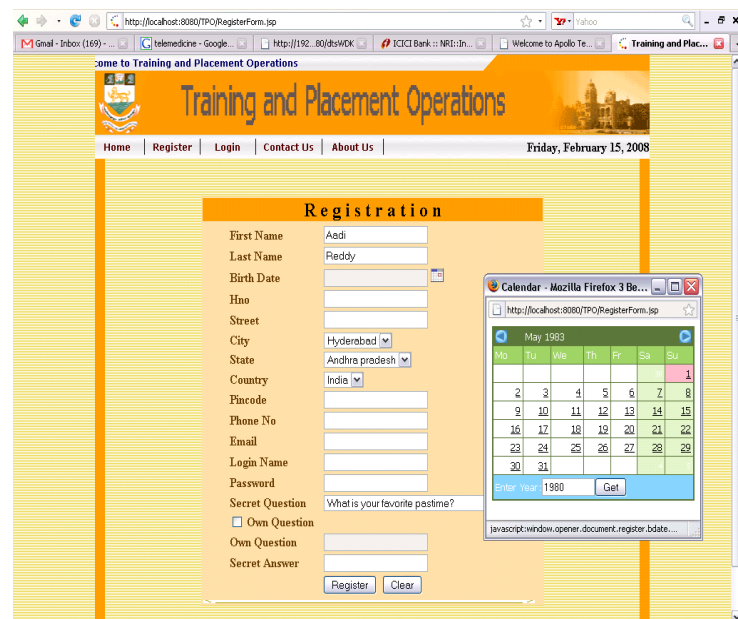 http://localhost:8080/TPO/RegisterForm.jsp
Yahoo
Gmail - Inbox (169) - ...
telemedicine - Google...
http://192...80/dtsWDK
ICICI Bank :: NRI::In...
Welcome to Apollo Te...
Training and Plac...
come to Training and Placement Operations
Training and Placement Operations
Home Register Login Contact Us About Us
Friday, February 15, 2008
Registration
First Name Aadi
Last Name Reddy
Birth Date
Hno
Street
City Hyderabad
State Andhra pradesh
Country India
Pincode
Phone No
Email
Login Name
Password
Secret Question What is your favorite pastime?
Own Question
Own Question
Secret Answer
Register Clear
Calendar - Mozilla Firefox 3 Be...
http://localhost:8080/TPO/RegisterForm.jsp
May 1983
Mo Tu We Th Fr Sa Su
1
2 3 4 5 6 7 8
9 10 11 12 13 14 15
16 17 18 19 20 21 22
23 24 25 26 27 28 29
30 31
Enter Year: 1980 Get
javascript:window.opener.document.register.bdate....